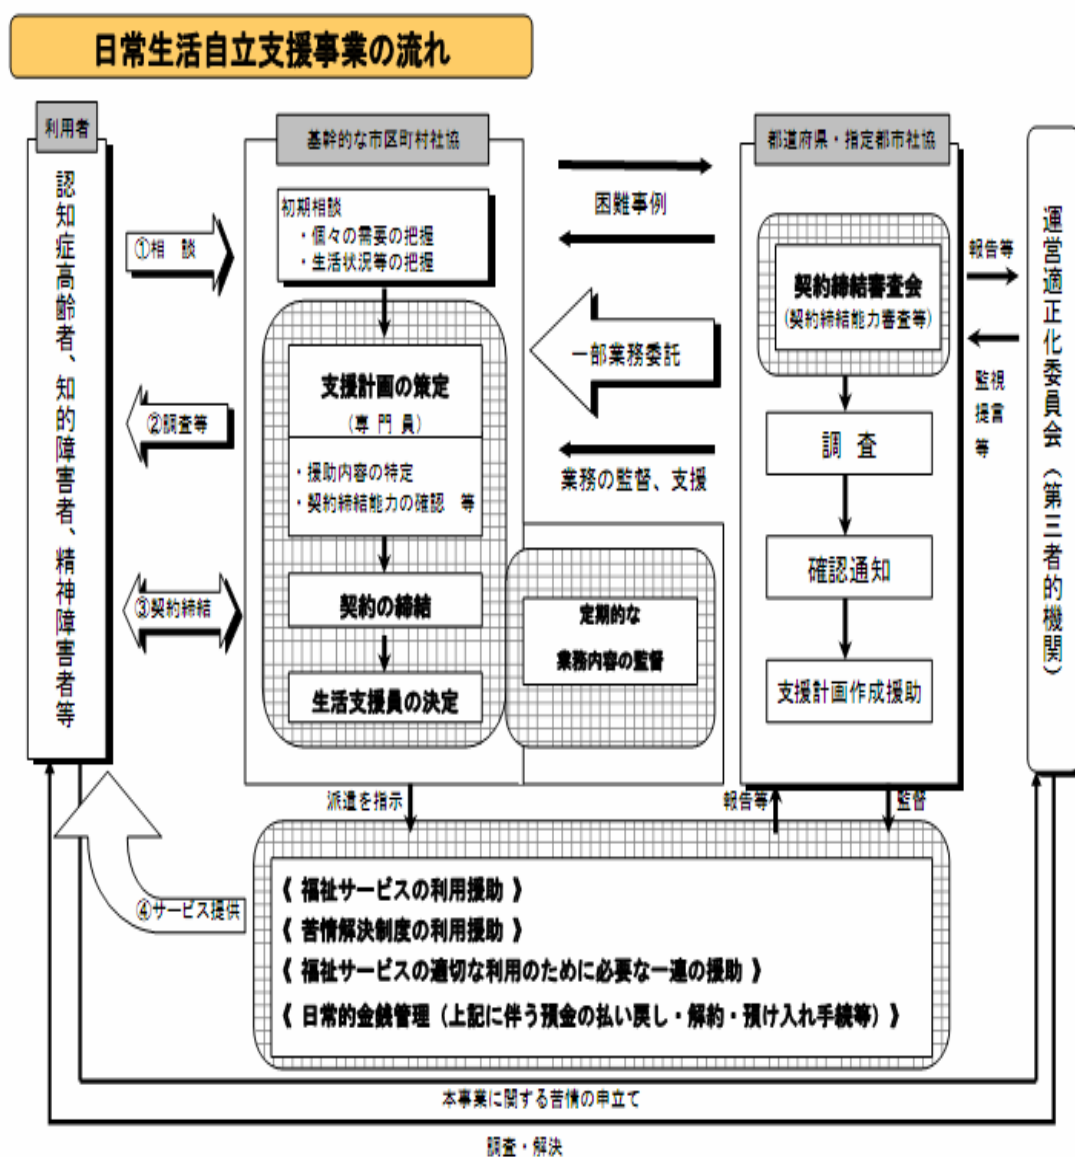 日常生活自立支援事業の流れ
利用者
認知症高齢者、知的障害者、精神障害者等
①相 談
②調査等
③契約締結
④サービス提供
基幹的な市区町村社協
初期相談
・個々の需要の把握
・生活状況等の把握
支援計画の策定
(専門員)
・援助内容の特定
・契約締結能力の確認 等
契約の締結
生活支援員の決定
定期的な
業務内容の監督
困難事例
一部業務委託
業務の監督、支援
都道府県・指定都市社協
契約締結審査会
(契約締結能力審査等)
調 査
確認通知
支援計画作成援助
報告等
監視
提言
等
運営適正化委員会(第三者的機関)
派遣を指示
報告等
監督
《 福祉サービスの利用援助 》
《 苦情解決制度の利用援助 》
《 福祉サービスの適切な利用のために必要な一連の援助 》
《 日常的金銭管理(上記に伴う預金の払い戻し・解約・預け入れ手続等)》
本事業に関する苦情の申立て
調査・解決